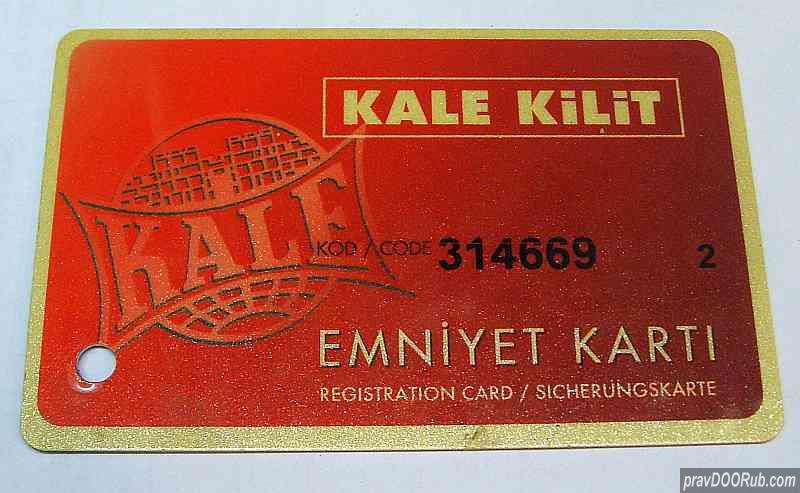 KALE KİLİT
KALE
KOD / CODE 314669 2
EMNİYET KARTI
REGISTRATION CARD / SICHERUNGSKARTE
pravDOORub.com